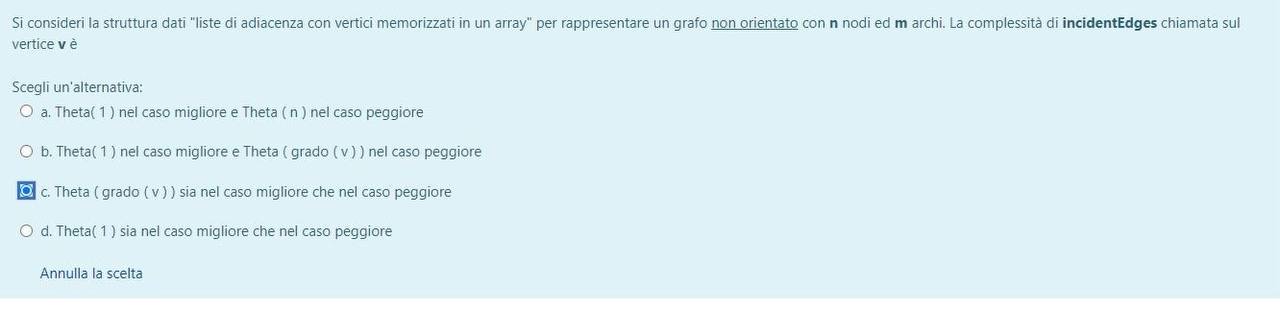 Si consideri la struttura dati "liste di adiacenza con vertici memorizzati in un array" per rappresentare un grafo non orientato con n nodi ed m archi. La complessità di incidentEdges chiamata sul
vertice v è
Scegli un'alternativa:
a. Theta( 1 ) nel caso migliore e Theta ( n ) nel caso peggiore
b. Theta( 1 ) nel caso migliore e Theta ( grado ( v ) ) nel caso peggiore
c. Theta ( grado ( v ) ) sia nel caso migliore che nel caso peggiore
d. Theta( 1 ) sia nel caso migliore che nel caso peggiore
Annulla la scelta